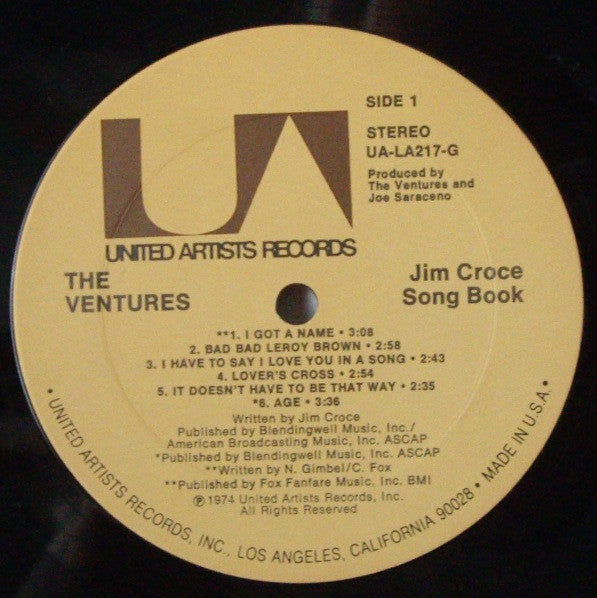 SIDE 1
STEREO
UA-LA217-G
Produced by
The Ventures and
Joe Saraceno
UA
UNITED ARTISTS RECORDS
THE
VENTURES
Jim Croce
Song Book
**1. I GOT A NAME • 3:08
2. BAD BAD LEROY BROWN • 2:58
3. I HAVE TO SAY I LOVE YOU IN A SONG • 2:43
4. LOVER'S CROSS • 2:54
5. IT DOESN'T HAVE TO BE THAT WAY • 2:35
*6. AGE • 3:36
Written by Jim Croce
Published by Blendingwell Music, Inc./
American Broadcasting Music, Inc. ASCAP
*Published by Blendingwell Music, Inc. ASCAP
**Written by N. Gimbel/C. Fox
**Published by Fox Fanfare Music, Inc. BMI
℗1974 United Artists Records, Inc.
All Rights Reserved
• UNITED ARTISTS RECORDS, INC., LOS ANGELES, CALIFORNIA 90028 • MADE IN U.S.A. •